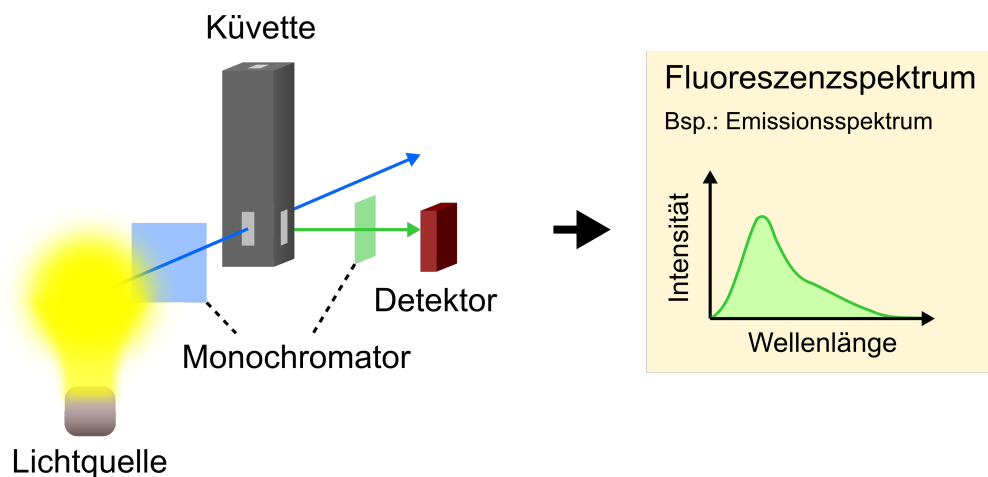 Küvette
Detektor
Monochromator
Lichtquelle
Fluoreszenzspektrum
Bsp.: Emissionsspektrum
Intensität
Wellenlänge